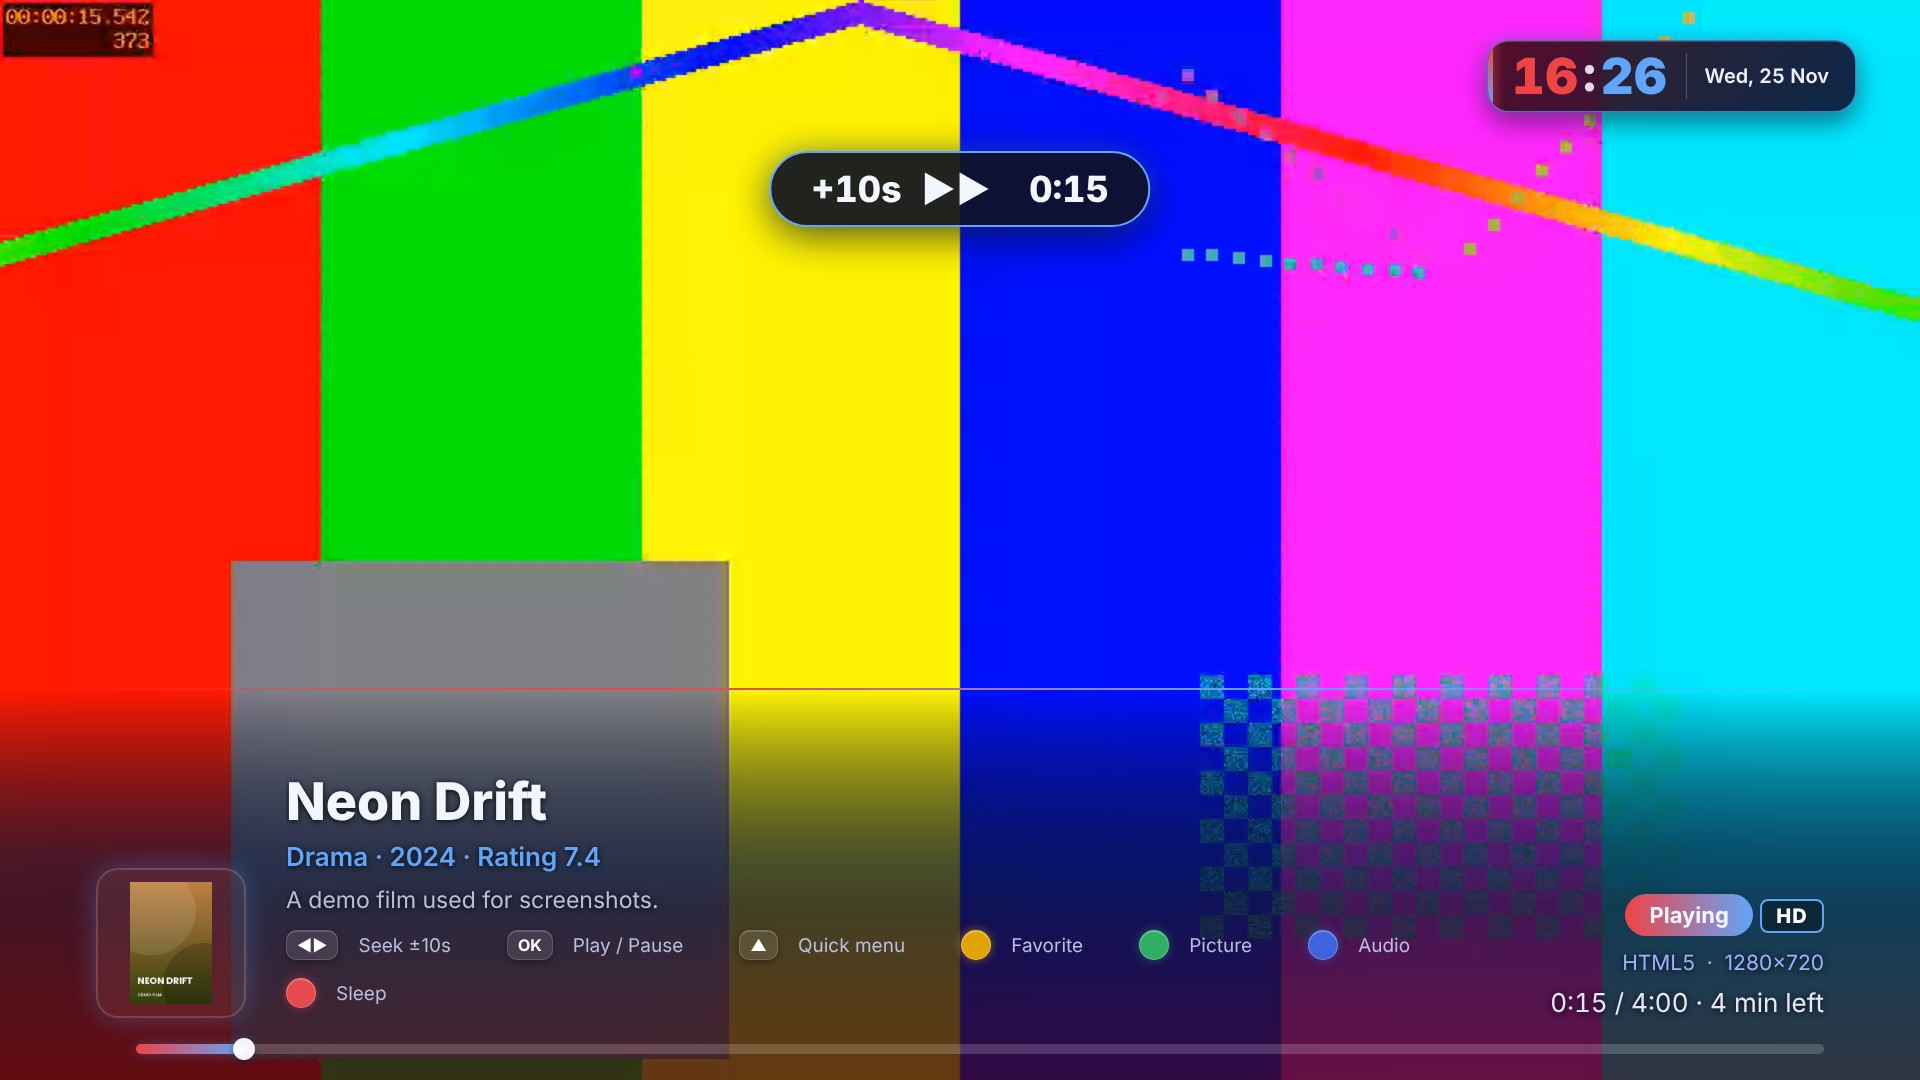 00:00:15.542
373
16:26
Wed, 25 Nov
+10s 0:15
Neon Drift
Drama · 2024 · Rating 7.4
A demo film used for screenshots.
Seek ±10s
OK Play / Pause
Quick menu
Favorite
Picture
Audio
Sleep
NEON DRIFT
DEMO FILM
Playing
HD
HTML5 · 1280×720
0:15 / 4:00 · 4 min left